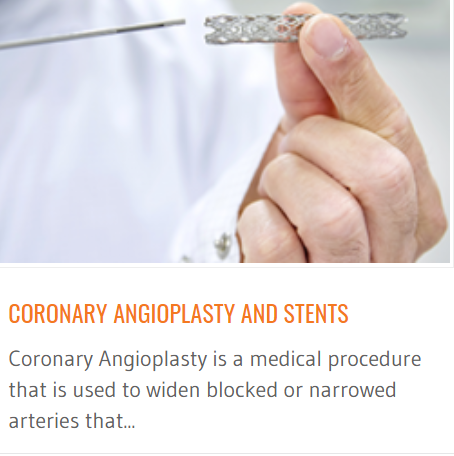 CORONARY ANGIOPLASTY AND STENTS
Coronary Angioplasty is a medical procedure
that is used to widen blocked or narrowed
arteries that...